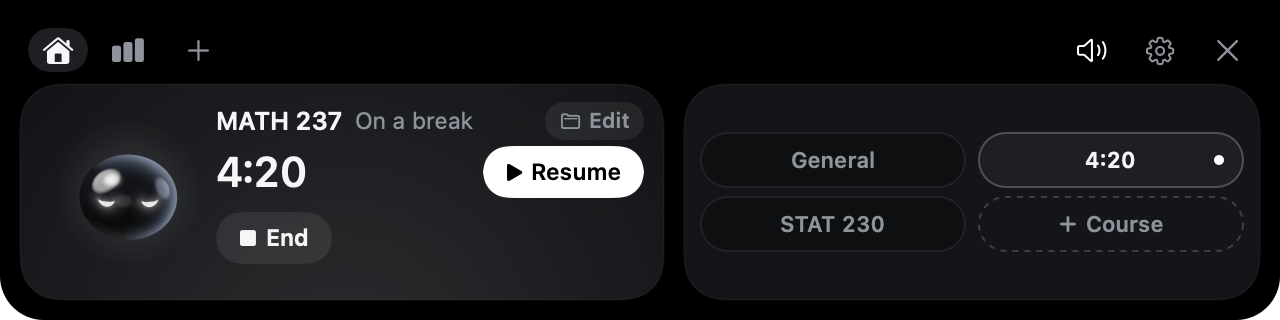 MATH 237 On a break
Edit
4:20
Resume
End
General
4:20
STAT 230
+ Course